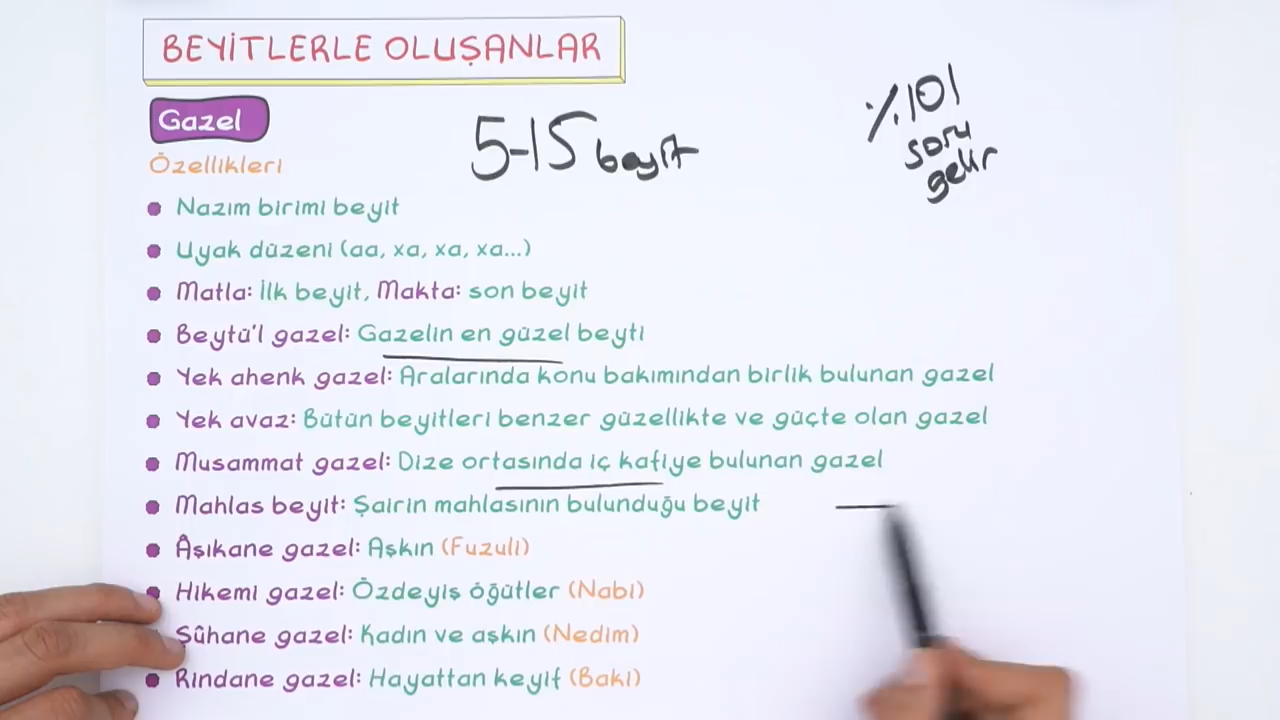 BEYİTLERLE OLUŞANLAR
Gazel
5-15 beyit
%101
soru
gelir
Özellikleri
Nazım birimi beyit
Uyak düzeni (aa, xa, xa, xa...)
Matla: İlk beyit, Makta: son beyit
Beytü'l gazel: Gazelin en güzel beyti
Yek ahenk gazel: Aralarında konu bakımından birlik bulunan gazel
Yek avaz: Bütün beyitleri benzer güzellikte ve güçte olan gazel
Musammat gazel: Dize ortasında iç kafiye bulunan gazel
Mahlas beyit: Şairin mahlasının bulunduğu beyit
Âşıkane gazel: Aşkın (Fuzuli)
Hikemi gazel: Özdeyiş öğütler (Nabi)
Şûhane gazel: Kadın ve aşkın (Nedim)
Rindane gazel: Hayattan keyif (Baki)